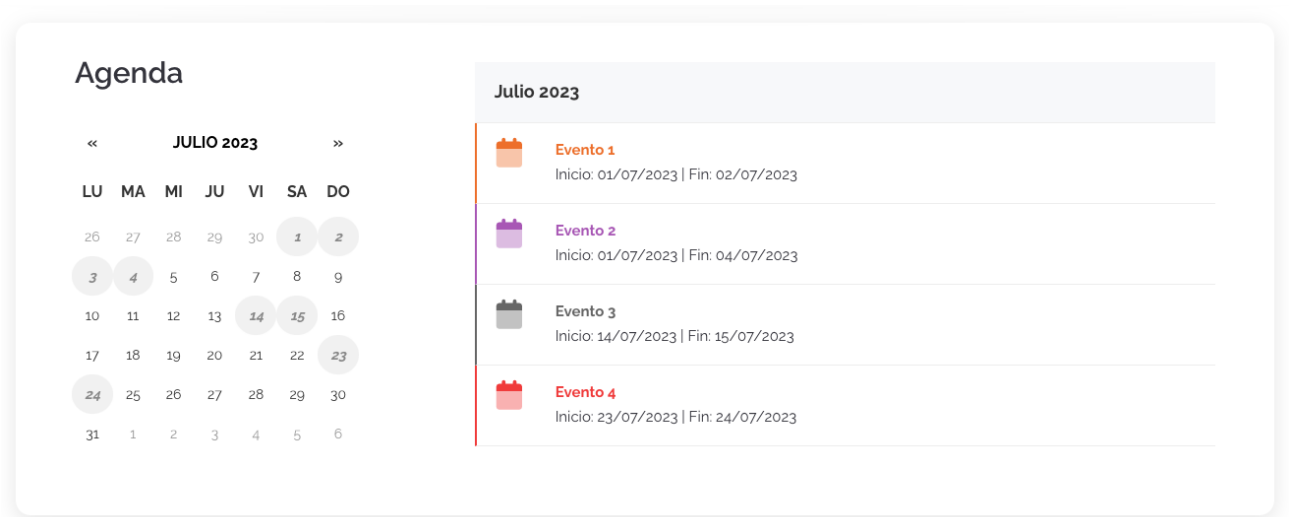 Agenda
« JULIO 2023 »
LU MA MI JU VI SA DO
26 27 28 29 30 1 2
3 4 5 6 7 8 9
10 11 12 13 14 15 16
17 18 19 20 21 22 23
24 25 26 27 28 29 30
31 1 2 3 4 5 6
Julio 2023
Evento 1
Inicio: 01/07/2023 | Fin: 02/07/2023
Evento 2
Inicio: 01/07/2023 | Fin: 04/07/2023
Evento 3
Inicio: 14/07/2023 | Fin: 15/07/2023
Evento 4
Inicio: 23/07/2023 | Fin: 24/07/2023